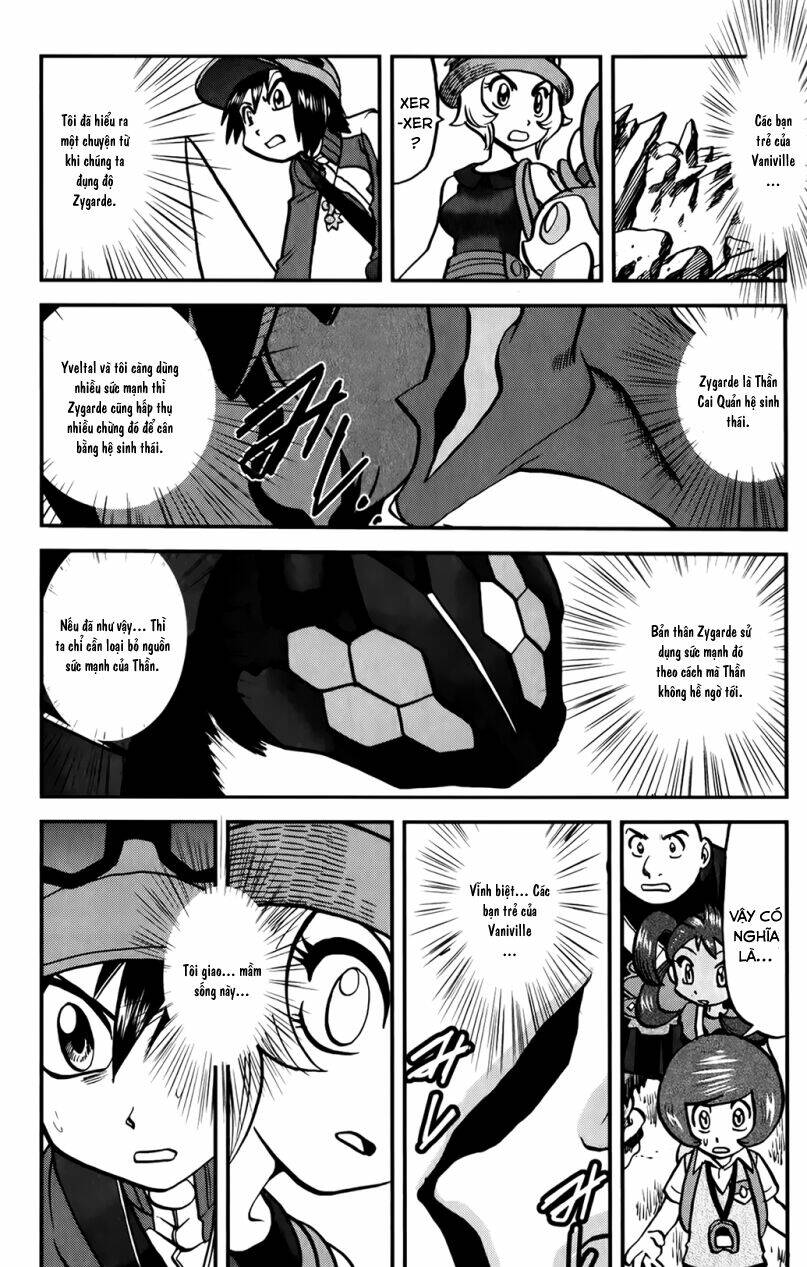 Các bạn
trẻ của
Vaniville
...
XER
-XER
?
Tôi đã hiểu ra
một chuyện từ
khi chúng ta
đụng độ
Zygarde.
Zygarde là Thần
Cai Quản hệ sinh
thái.
Yveltal và tôi càng dùng
nhiều sức mạnh thì
Zygarde cũng hấp thụ
nhiều chừng đó để cân
bằng hệ sinh thái.
Bản thân Zygarde sử
dụng sức mạnh đó
theo cách mà Thần
không hề ngờ tới.
Nếu đã như vậy... Thì
ta chỉ cần loại bỏ nguồn
sức mạnh của Thần.
VẬY CÓ
NGHĨA
LÀ...
Vĩnh biệt... Các
bạn trẻ của
Vaniville
...
Tôi giao... mầm
sống này...